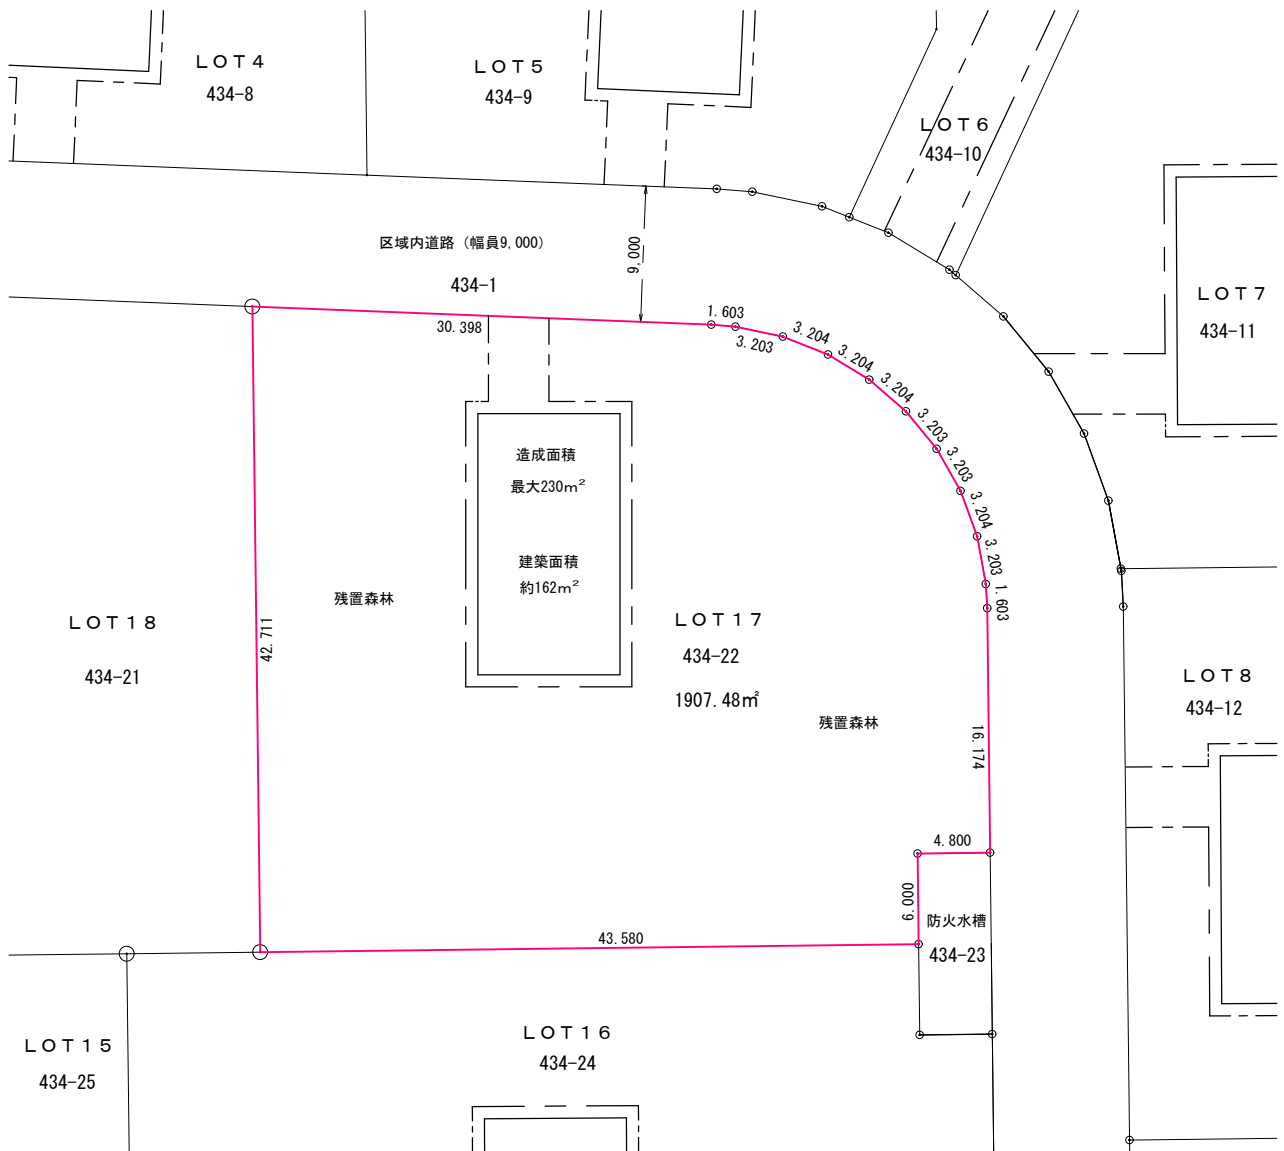 ＬＯＴ４
434-8
ＬＯＴ５
434-9
ＬＯＴ６
434-10
区域内道路（幅員9,000）
434-1
9,000
ＬＯＴ７
434-11
30.398
1.603
3.203
3.204
3.204
3.204
3.203
3.203
3.204
3.203
1.603
造成面積
最大230m²
建築面積
約162m²
残置森林
ＬＯＴ１８
434-21
42.711
ＬＯＴ１７
434-22
1907.48㎡
残置森林
16.174
ＬＯＴ８
434-12
4.800
6.000
防火水槽
434-23
43.580
ＬＯＴ１５
434-25
ＬＯＴ１６
434-24